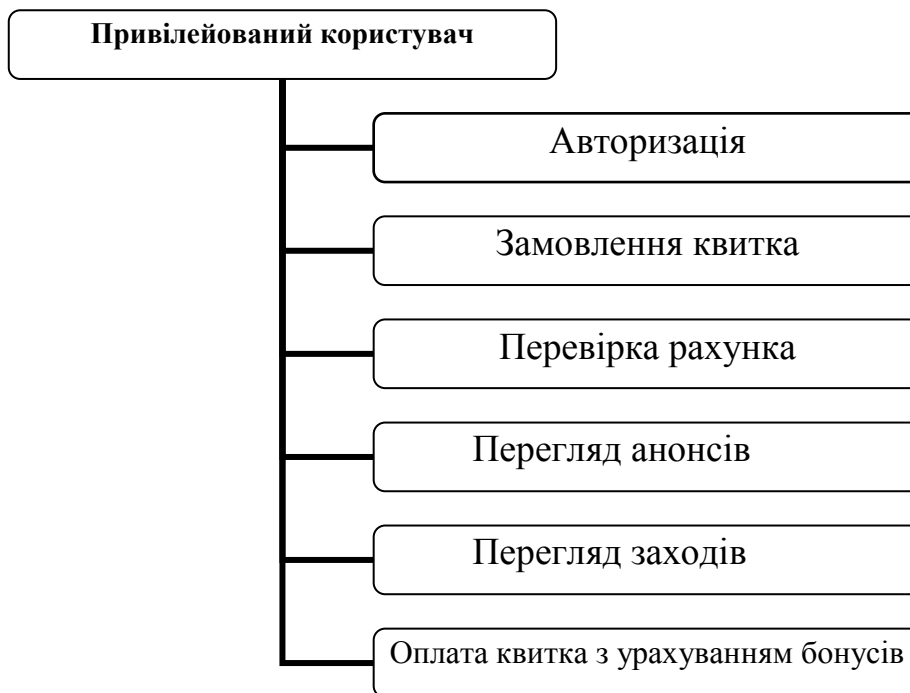 Привілейований користувач
Авторизація
Замовлення квитка
Перевірка рахунка
Перегляд анонсів
Перегляд заходів
Оплата квитка з урахуванням бонусів